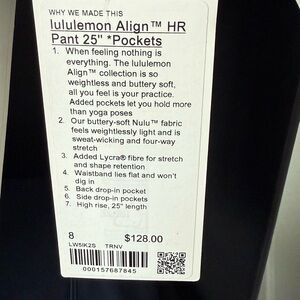 WHY WE MADE THIS
lululemon Align™ HR
Pant 25" *Pockets
1. When feeling nothing is
everything. The lululemon
Align™ collection is so
weightless and buttery soft,
all you feel is your practice.
Added pockets let you hold more
than yoga poses
2. Our buttery-soft Nulu™ fabric
feels weightlessly light and is
sweat-wicking and four-way
stretch
3. Added Lycra® fibre for stretch
and shape retention
4. Waistband lies flat and won't
dig in
5. Back drop-in pocket
6. Side drop-in pockets
7. High rise, 25" length
8 $128.00
LW5IK2S TRNV
000157687845